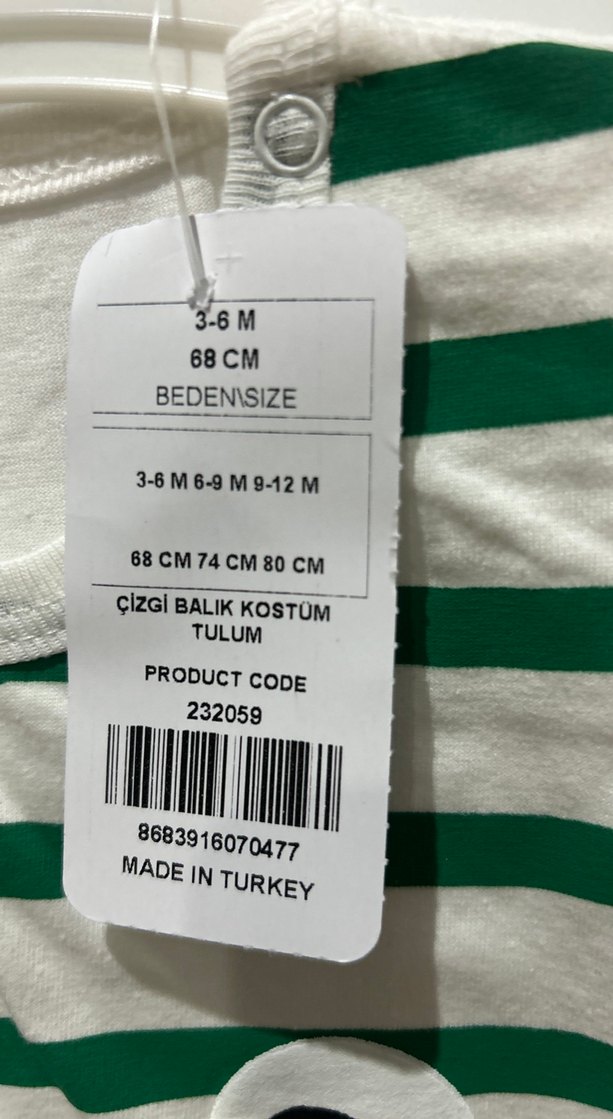 3-6 M
68 CM
BEDEN\SIZE
3-6 M 6-9 M 9-12 M
68 CM 74 CM 80 CM
ÇİZGİ BALIK KOSTÜM
TULUM
PRODUCT CODE
232059
8683916070477
MADE IN TURKEY